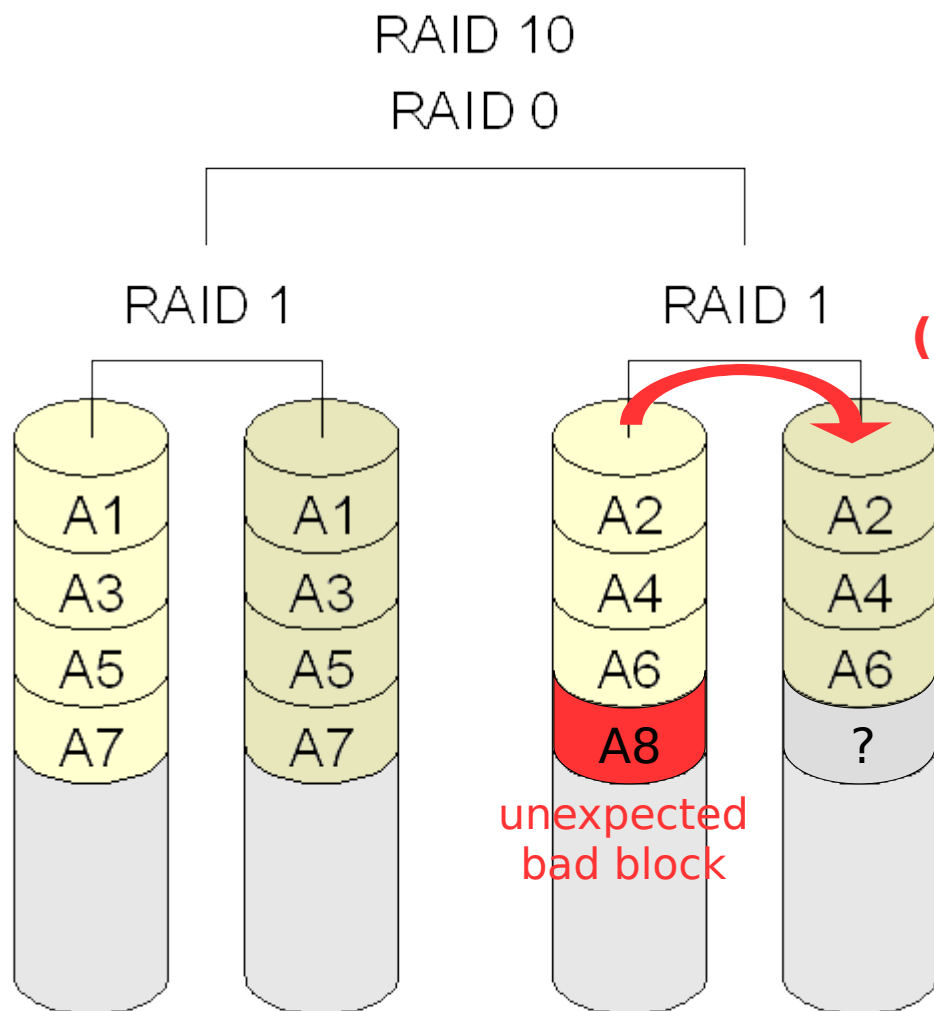 RAID 10
RAID 0
RAID 1 RAID 1
(
A1 A1 A2 A2
A3 A3 A4 A4
A5 A5 A6 A6
A7 A7 A8 ?
unexpected
bad block